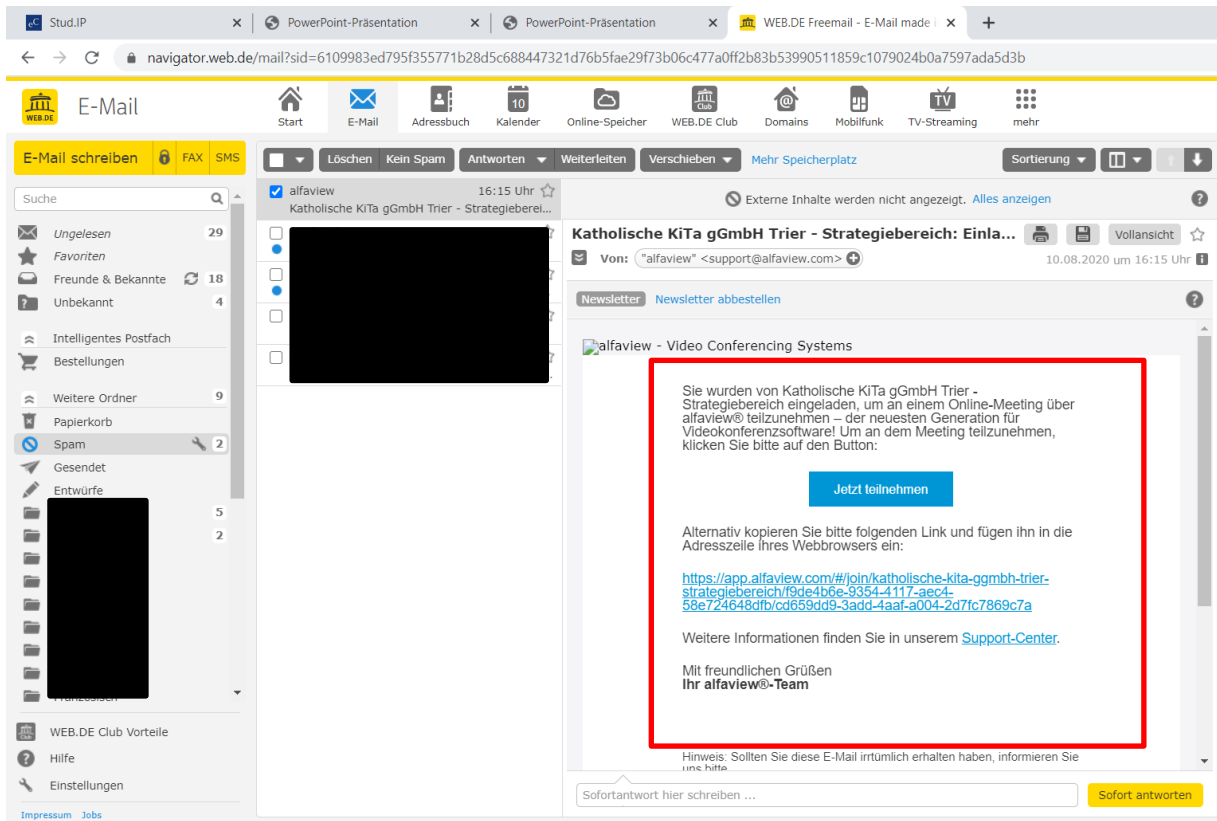 Stud.IP
PowerPoint-Präsentation
PowerPoint-Präsentation
WEB.DE Freemail - E-Mail made
navigator.web.de/mail?sid=6109983ed795f355771b28d5c688447321d76b5fae29f73b06c477a0ff2b83b53990511859c1079024b0a7597ada5d3b
WEB.DE
E-Mail
Start
E-Mail
Adressbuch
10
Kalender
Online-Speicher
Club
WEB.DE Club
Domains
Mobilfunk
TV
TV-Streaming
mehr
E-Mail schreiben FAX SMS
Löschen Kein Spam Antworten Weiterleiten Verschieben Mehr Speicherplatz Sortierung
Suche
Ungelesen 29
Favoriten
Freunde & Bekannte 18
Unbekannt 4
Intelligentes Postfach
Bestellungen
Weitere Ordner 9
Papierkorb
Spam 2
Gesendet
Entwürfe
5
2
Französisch
WEB.DE Club Vorteile
Hilfe
Einstellungen
Impressum Jobs
alfaview 16:15 Uhr
Katholische KiTa gGmbH Trier - Strategieberei...
Externe Inhalte werden nicht angezeigt. Alles anzeigen
Katholische KiTa gGmbH Trier - Strategiebereich: Einla... Vollansicht
Von: "alfaview" <support@alfaview.com> 10.08.2020 um 16:15 Uhr
Newsletter Newsletter abbestellen
alfaview - Video Conferencing Systems
Sie wurden von Katholische KiTa gGmbH Trier -
Strategiebereich eingeladen, um an einem Online-Meeting über
alfaview® teilzunehmen – der neuesten Generation für
Videokonferenzsoftware! Um an dem Meeting teilzunehmen,
klicken Sie bitte auf den Button:
Jetzt teilnehmen
Alternativ kopieren Sie bitte folgenden Link und fügen ihn in die
Adresszeile ihres Webbrowsers ein:
https://app.alfaview.com/#/join/katholische-kita-ggmbh-trier-
strategiebereich/f9de4b6e-9354-4117-aec4-
58e724648dfb/cd659dd9-3add-4aaf-a004-2d7fc7869c7a
Weitere Informationen finden Sie in unserem Support-Center.
Mit freundlichen Grüßen
Ihr alfaview®-Team
Hinweis: Sollten Sie diese E-Mail irrtümlich erhalten haben, informieren Sie
uns bitte
Sofortantwort hier schreiben ...
Sofort antworten